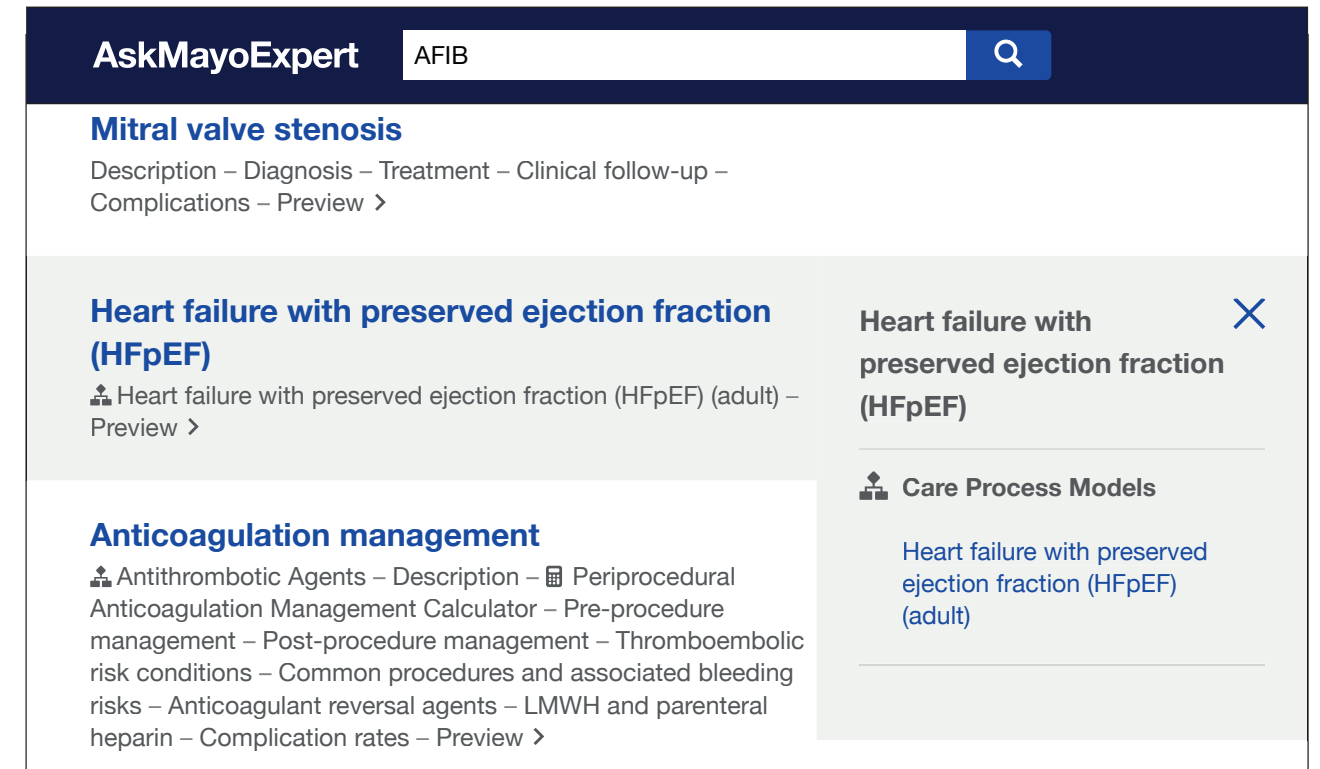 AskMayoExpert
AFIB
Mitral valve stenosis
Description – Diagnosis – Treatment – Clinical follow-up –
Complications – Preview
Heart failure with preserved ejection fraction
(HFpEF)
Heart failure with preserved ejection fraction (HFpEF) (adult) –
Preview
Anticoagulation management
Antithrombotic Agents – Description – Periprocedural
Anticoagulation Management Calculator – Pre-procedure
management – Post-procedure management – Thromboembolic
risk conditions – Common procedures and associated bleeding
risks – Anticoagulant reversal agents – LMWH and parenteral
heparin – Complication rates – Preview
Heart failure with
preserved ejection fraction
(HFpEF)
Care Process Models
Heart failure with preserved
ejection fraction (HFpEF)
(adult)